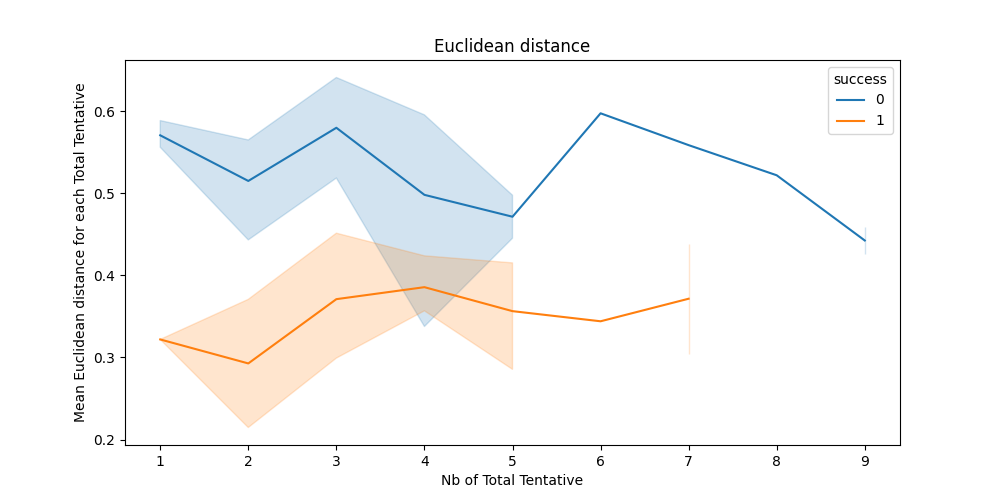 Euclidean distance
Mean Euclidean distance for each Total Tentative
0.6
0.5
0.4
0.3
0.2
success
0
1
1 2 3 4 5 6 7 8 9
Nb of Total Tentative